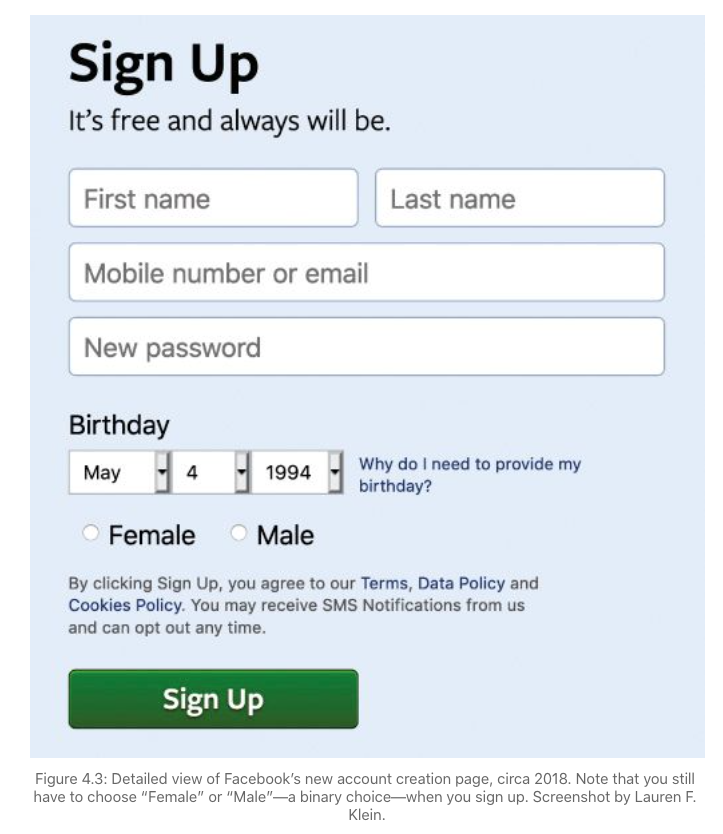 Sign Up
It's free and always will be.
First name Last name
Mobile number or email
New password
Birthday
May 4 1994 Why do I need to provide my
birthday?
Female Male
By clicking Sign Up, you agree to our Terms, Data Policy and
Cookies Policy. You may receive SMS Notifications from us
and can opt out any time.
Sign Up
Figure 4.3: Detailed view of Facebook's new account creation page, circa 2018. Note that you still
have to choose “Female” or “Male”—a binary choice—when you sign up. Screenshot by Lauren F.
Klein.